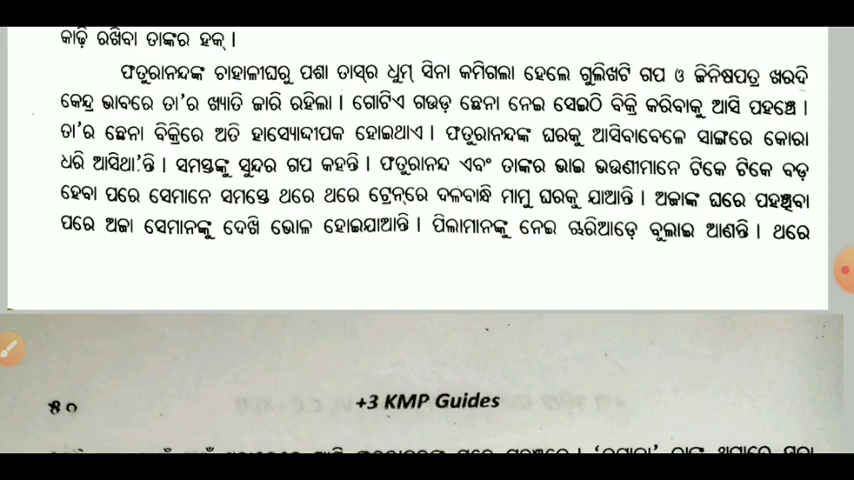 କାଢ଼ି ରଖିବା ତାଙ୍କର ହକ୍ ।
ଫତୁରାନନ୍ଦଙ୍କ ଚାହାଳୀଘରୁ ପଶା ତାସ୍‌ର ଧୁମ୍ ସିନା କମିଗଲା ହେଲେ ଗୁଲିଖଟି ଗପ ଓ ଜିନିଷପତ୍ର ଖରଦି
କେନ୍ଦ୍ର ଭାବରେ ତା'ର ଖ୍ୟାତି ଜାରି ରହିଲା । ଗୋଟିଏ ଗଉଡ଼ ଛେନା ନେଇ ସେଇଠି ବିକ୍ରି କରିବାକୁ ଆସି ପହଞ୍ଚେ ।
ତା'ର ଛେନା ବିକ୍ରିରେ ଅତି ହାସ୍ୟୋଦ୍ଦୀପକ ହୋଇଥାଏ । ଫତୁରାନନ୍ଦଙ୍କ ଘରକୁ ଆସିବାବେଳେ ସାଙ୍ଗରେ କୋରା
ଧରି ଆସିଥା'ନ୍ତି । ସମସ୍ତଙ୍କୁ ସୁନ୍ଦର ଗପ କହନ୍ତି । ଫତୁରାନନ୍ଦ ଏବଂ ତାଙ୍କର ଭାଇ ଭଉଣୀମାନେ ଟିକେ ଟିକେ ବଡ଼
ହେବା ପରେ ସେମାନେ ସମସ୍ତେ ଥରେ ଥରେ ଟ୍ରେନ୍‌ରେ ଦଳବାନ୍ଧି ମାମୁ ଘରକୁ ଯାଆନ୍ତି । ଅଜାଙ୍କ ଘରେ ପହଞ୍ଚିବା
ପରେ ଅଜା ସେମାନଙ୍କୁ ଦେଖି ଭୋଳ ହୋଇଯାଆନ୍ତି । ପିଲାମାନଙ୍କୁ ନେଇ ଝରିଆଡ଼େ ବୁଲାଇ ଆଣନ୍ତି । ଥରେ
୫୦ +3 KMP Guides